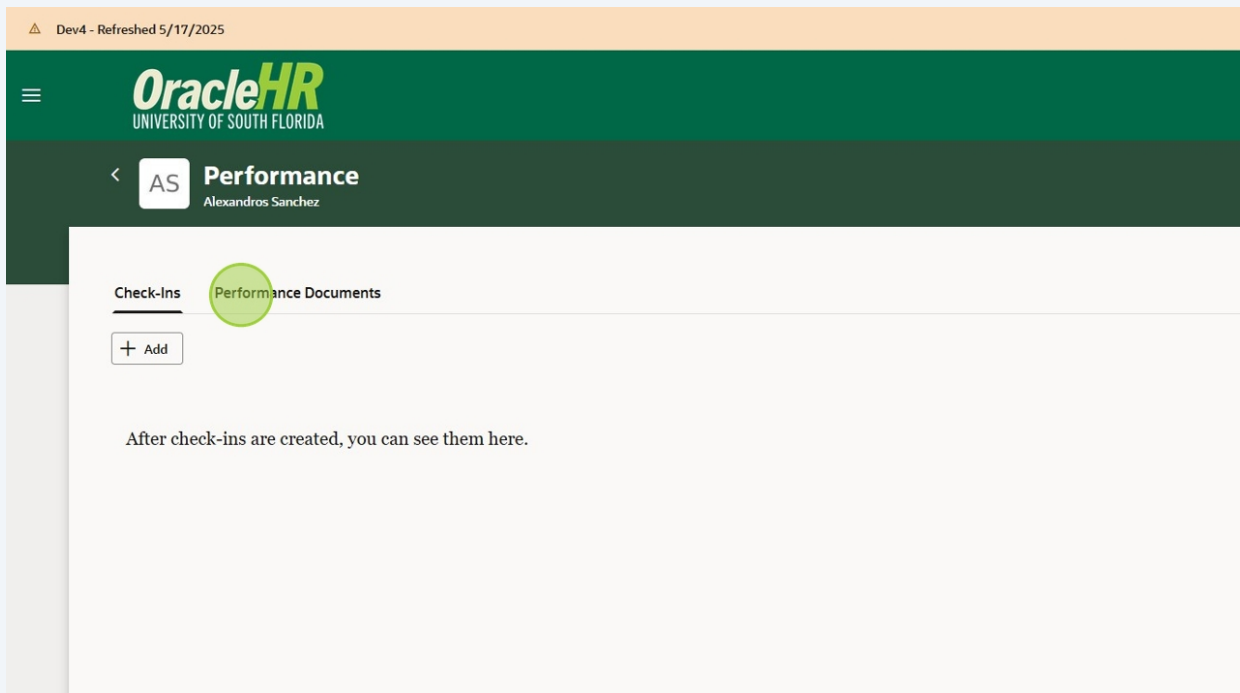 Dev4 - Refreshed 5/17/2025
OracleHR
UNIVERSITY OF SOUTH FLORIDA
AS
Performance
Alexandros Sanchez
Check-Ins Performance Documents
+ Add
After check-ins are created, you can see them here.